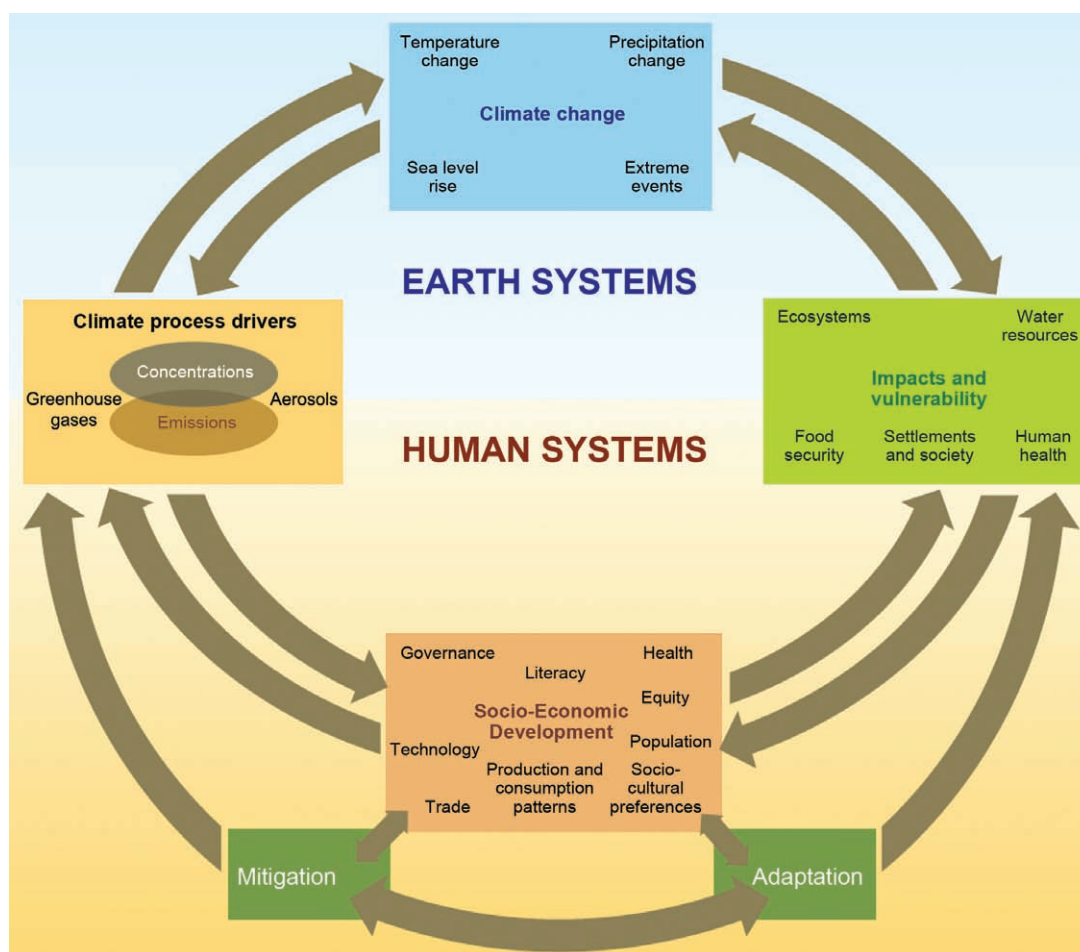 Temperature
change
Precipitation
change
Climate change
Sea level
rise
Extreme
events
EARTH SYSTEMS
Climate process drivers
Concentrations
Greenhouse
gases
Aerosols
Emissions
Ecosystems
Water
resources
Impacts and
vulnerability
Food
security
Settlements
and society
Human
health
HUMAN SYSTEMS
Governance
Literacy
Health
Equity
Socio-Economic
Development
Technology
Population
Production and
consumption
patterns
Socio-
cultural
preferences
Trade
Mitigation
Adaptation